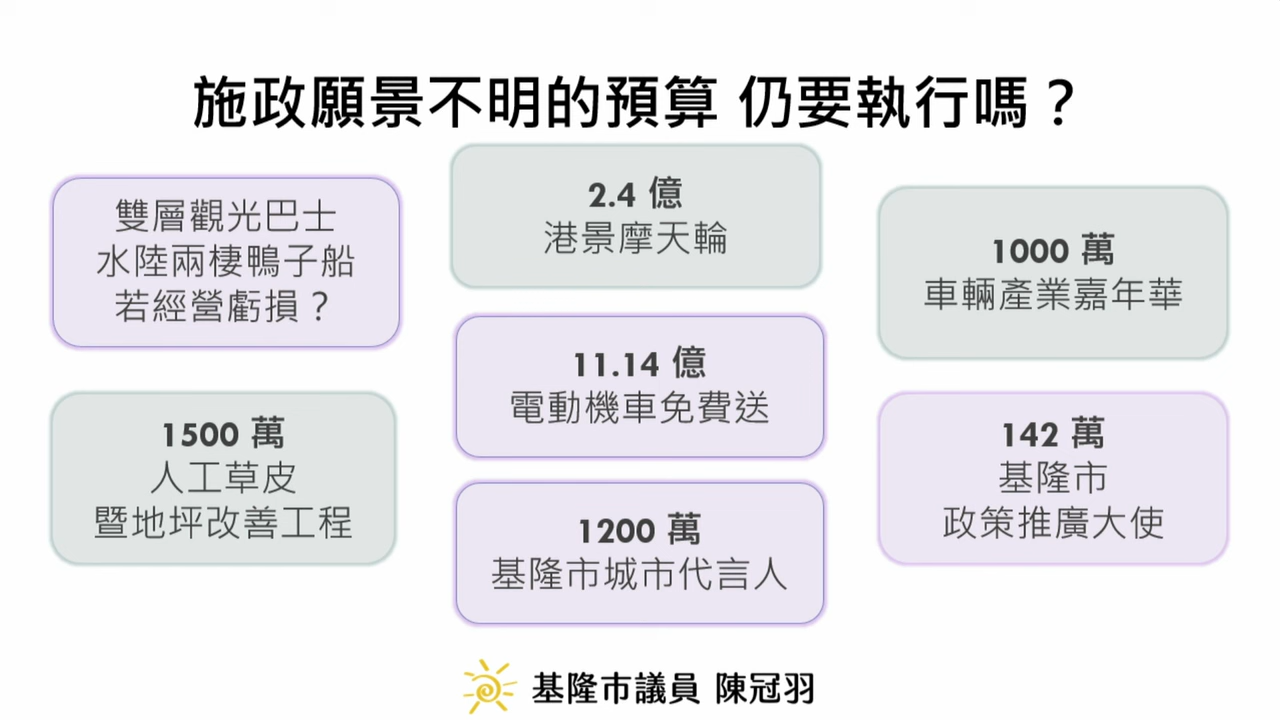 施政願景不明的預算 仍要執行嗎？
雙層觀光巴士
水陸兩棲鴨子船
若經營虧損？
2.4 億
港景摩天輪
1000 萬
車輛產業嘉年華
11.14 億
電動機車免費送
1500 萬
人工草皮
暨地坪改善工程
142 萬
基隆市
政策推廣大使
1200 萬
基隆市城市代言人
基隆市議員 陳冠羽